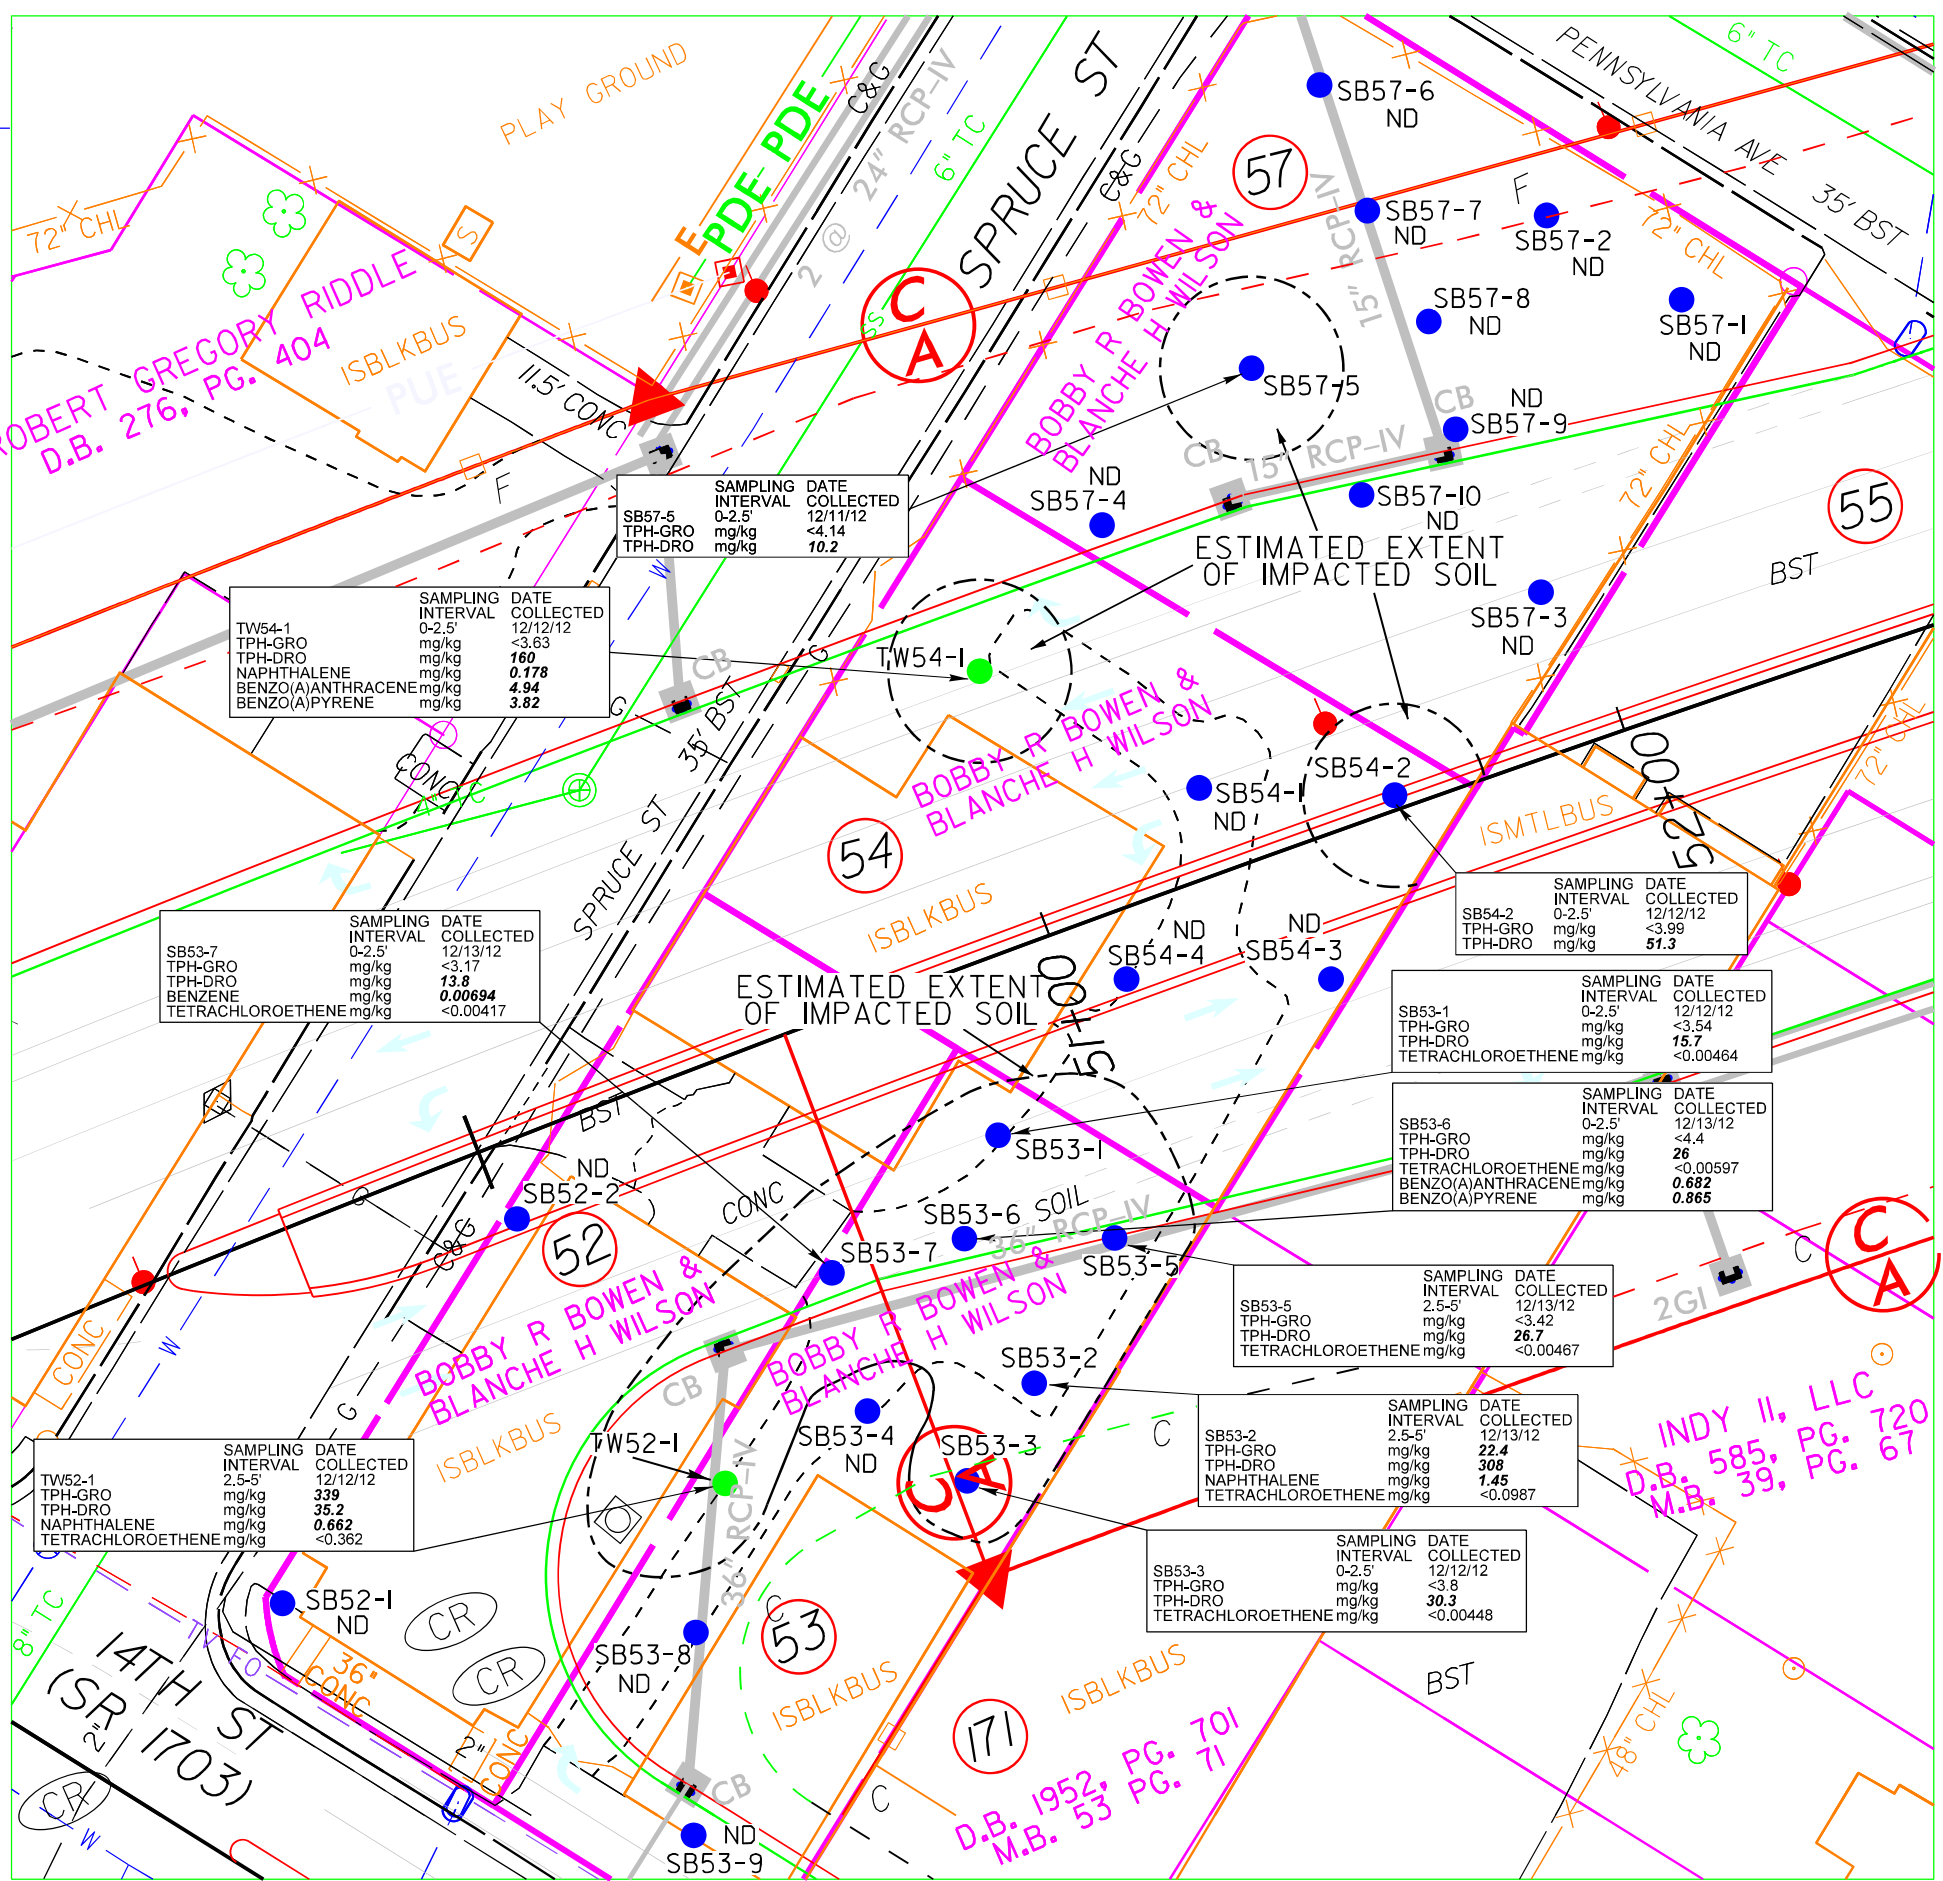 PLAY GROUND
C&G
6" TC
SPRUCE ST
PENNSYLVANIA AVE
35' BST
6" TC
SB57-6
ND
PDE PDE
E
2 @ 24" RCP-IV
C&G
72" CHL
57
15" RCP-IV
SB57-7
ND
F
SB57-2
ND
72" CHL
72" CHL
S
ROBERT GREGORY RIDDLE
D.B. 276, PG. 404
ISBLKBUS
PUE
11.5' CONC
C
A
SS
BOBBY R BOWEN &
BLANCHE H WILSON
SB57-8
ND
SB57-1
ND
SB57-5
CB
ND
SB57-9
CB
15" RCP-IV
72" CHL
55
F
ND
SB57-4
SB57-10
ND
ESTIMATED EXTENT
OF IMPACTED SOIL
BST
SB57-3
ND
SAMPLING DATE
INTERVAL COLLECTED
SB57-5 0-2.5' 12/11/12
TPH-GRO mg/kg <4.14
TPH-DRO mg/kg 10.2
W
SAMPLING DATE
INTERVAL COLLECTED
TW54-1 0-2.5' 12/12/12
TPH-GRO mg/kg <3.63
TPH-DRO mg/kg 160
NAPHTHALENE mg/kg 0.178
BENZO(A)ANTHRACENE mg/kg 4.94
BENZO(A)PYRENE mg/kg 3.82
CB
G
G
35' BST
TW54-1
BOBBY R BOWEN &
BLANCHE H WILSON
CONC
4" TC
SPRUCE ST
SB54-2
SB54-1
ND
52+00
72" CHL
ISMTLBUS
54
ISBLKBUS
SAMPLING DATE
INTERVAL COLLECTED
SB54-2 0-2.5' 12/12/12
TPH-GRO mg/kg <3.99
TPH-DRO mg/kg 51.3
SAMPLING DATE
INTERVAL COLLECTED
SB53-7 0-2.5' 12/13/12
TPH-GRO mg/kg <3.17
TPH-DRO mg/kg 13.8
BENZENE mg/kg 0.00694
TETRACHLOROETHENE mg/kg <0.00417
ND
SB54-4
ND
SB54-3
ESTIMATED EXTENT
OF IMPACTED SOIL
51+00
SAMPLING DATE
INTERVAL COLLECTED
SB53-1 0-2.5' 12/12/12
TPH-GRO mg/kg <3.54
TPH-DRO mg/kg 15.7
TETRACHLOROETHENE mg/kg <0.00464
SAMPLING DATE
INTERVAL COLLECTED
SB53-6 0-2.5' 12/13/12
TPH-GRO mg/kg <4.4
TPH-DRO mg/kg 26
TETRACHLOROETHENE mg/kg <0.00597
BENZO(A)ANTHRACENE mg/kg 0.682
BENZO(A)PYRENE mg/kg 0.865
BST
SB53-1
ND
SB52-2
CONC
SOIL
36" RCP-IV
SB53-6
SB53-5
52
C&G
SB53-7
BOBBY R BOWEN &
BLANCHE H WILSON
BOBBY R BOWEN &
BLANCHE H WILSON
C
C
A
2GI
SAMPLING DATE
INTERVAL COLLECTED
SB53-5 2.5-5' 12/13/12
TPH-GRO mg/kg <3.42
TPH-DRO mg/kg 26.7
TETRACHLOROETHENE mg/kg <0.00467
CONC
W
G
CB
SB53-2
SB53-4
ND
SB53-3
C
C
A
SAMPLING DATE
INTERVAL COLLECTED
SB53-2 2.5-5' 12/13/12
TPH-GRO mg/kg 22.4
TPH-DRO mg/kg 308
NAPHTHALENE mg/kg 1.45
TETRACHLOROETHENE mg/kg <0.0987
INDY II, LLC
D.B. 585, PG. 720
M.B. 39, PG. 67
ISBLKBUS
TW52-1
36" RCP-IV
SAMPLING DATE
INTERVAL COLLECTED
TW52-1 2.5-5' 12/12/12
TPH-GRO mg/kg 339
TPH-DRO mg/kg 35.2
NAPHTHALENE mg/kg 0.662
TETRACHLOROETHENE mg/kg <0.362
SAMPLING DATE
INTERVAL COLLECTED
SB53-3 0-2.5' 12/12/12
TPH-GRO mg/kg <3.8
TPH-DRO mg/kg 30.3
TETRACHLOROETHENE mg/kg <0.00448
8" TC
SB52-1
ND
CR
CR
C
53
SB53-8
ND
TV
FO
36"
CONC
14TH ST
(SR 1703)
ISBLKBUS
ISBLKBUS
BST
171
D.B. 1952, PG. 701
M.B. 53 PG. 71
48" CHL
2"
2"
CONC
CB
C
CR
W
ND
SB53-9